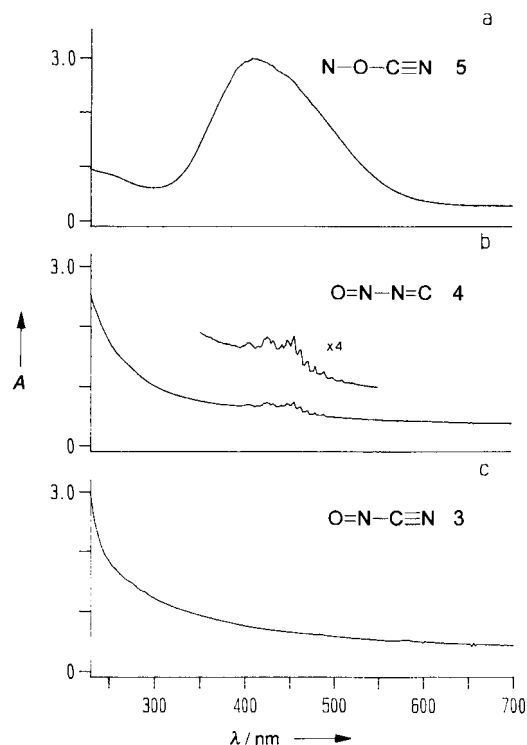 a
3.0
N—O—C≡N 5
0
b
3.0
O=N—N=C 4
x4
A
0
c
3.0
O=N—C≡N 3
0
300 400 500 600 700
λ / nm